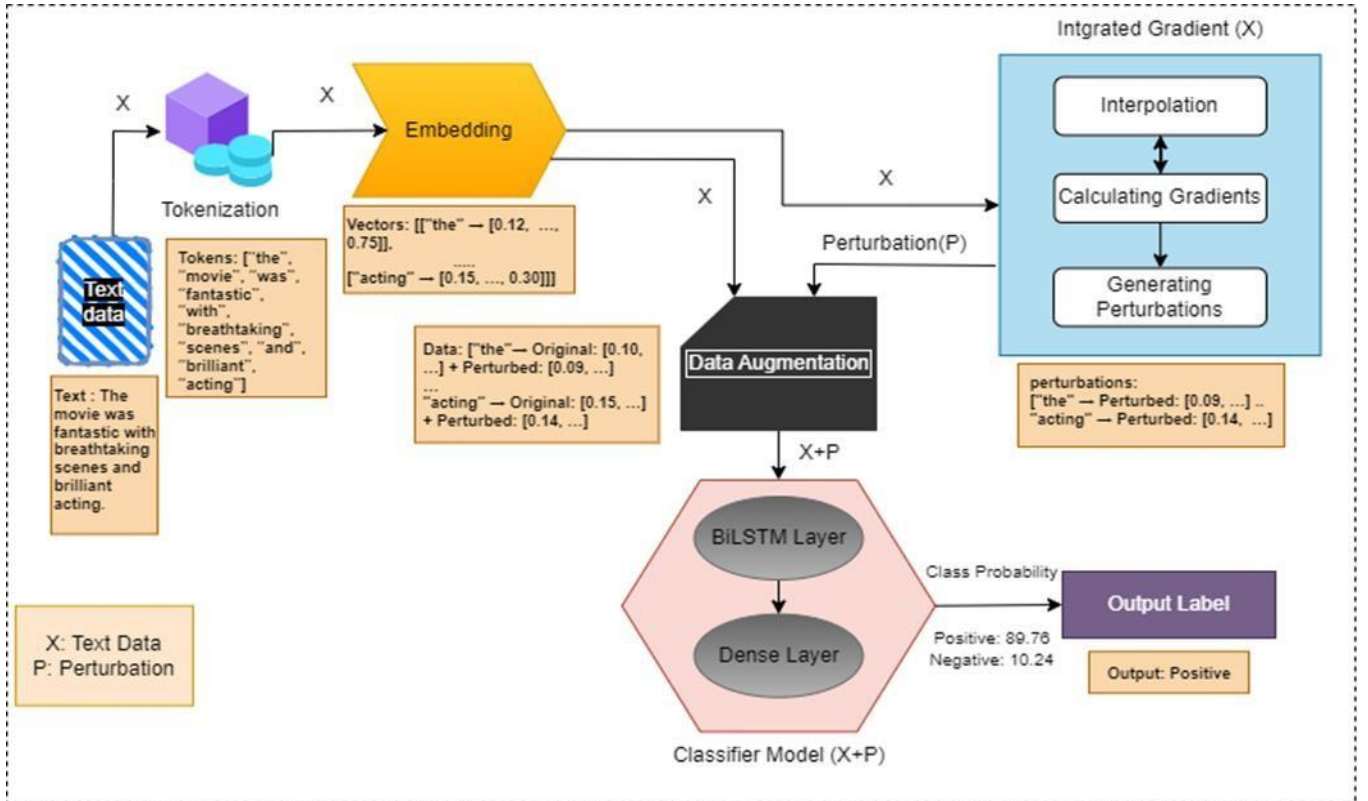 Intgrated Gradient (X)
X
X
Embedding
Interpolation
Calculating Gradients
Generating
Perturbations
X
X
Perturbation(P)
Tokenization
Text
data
Tokens: ["the",
"movie", "was",
"fantastic",
"with",
"breathtaking",
"scenes", "and",
"brilliant",
"acting"]
Vectors: [["the" → [0.12, ...,
0.75]],
.....
["acting" → [0.15, ..., 0.30]]]
Text : The
movie was
fantastic with
breathtaking
scenes and
brilliant
acting.
Data: ["the"→ Original: [0.10,
...] + Perturbed: [0.09, ...]
...
"acting" → Original: [0.15, ...]
+ Perturbed: [0.14, ...]
Data Augmentation
perturbations:
["the" → Perturbed: [0.09, ...] ..
"acting" → Perturbed: [0.14, ...]
X+P
BiLSTM Layer
Dense Layer
Class Probability
Positive: 89.76
Negative: 10.24
Output Label
Output: Positive
X: Text Data
P: Perturbation
Classifier Model (X+P)